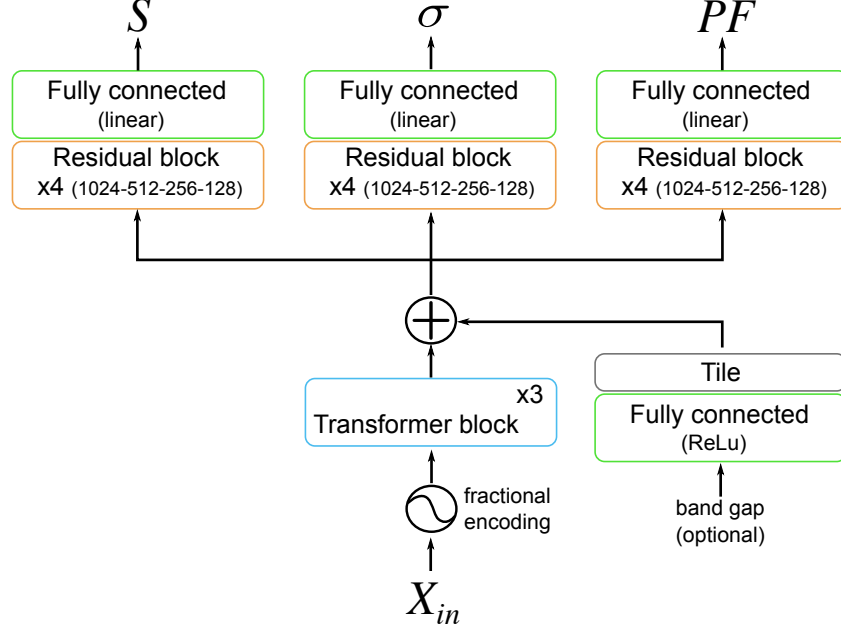 S
σ
PF
Fully connected
(linear)
Fully connected
(linear)
Fully connected
(linear)
Residual block
x4 (1024-512-256-128)
Residual block
x4 (1024-512-256-128)
Residual block
x4 (1024-512-256-128)
Tile
x3
Transformer block
Fully connected
(ReLu)
fractional
encoding
band gap
(optional)
X_in